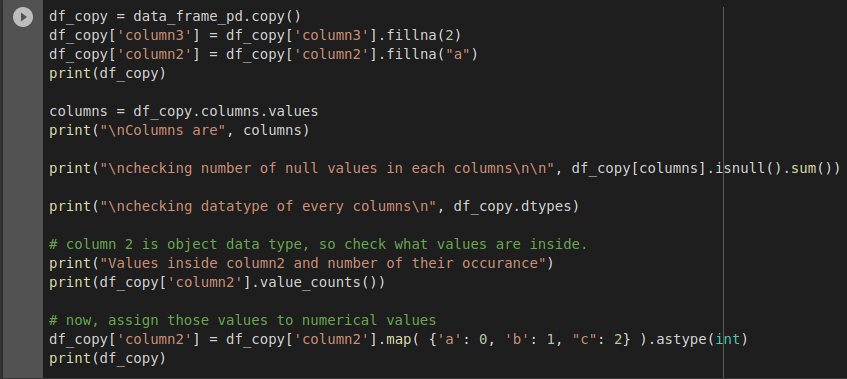 df_copy = data_frame_pd.copy()
df_copy['column3'] = df_copy['column3'].fillna(2)
df_copy['column2'] = df_copy['column2'].fillna("a")
print(df_copy)
columns = df_copy.columns.values
print("\nColumns are", columns)
print("\nchecking number of null values in each columns\n\n", df_copy[columns].isnull().sum())
print("\nchecking datatype of every columns\n", df_copy.dtypes)
# column 2 is object data type, so check what values are inside.
print("Values inside column2 and number of their occurance")
print(df_copy['column2'].value_counts())
# now, assign those values to numerical values
df_copy['column2'] = df_copy['column2'].map( {'a': 0, 'b': 1, "c": 2} ).astype(int)
print(df_copy)